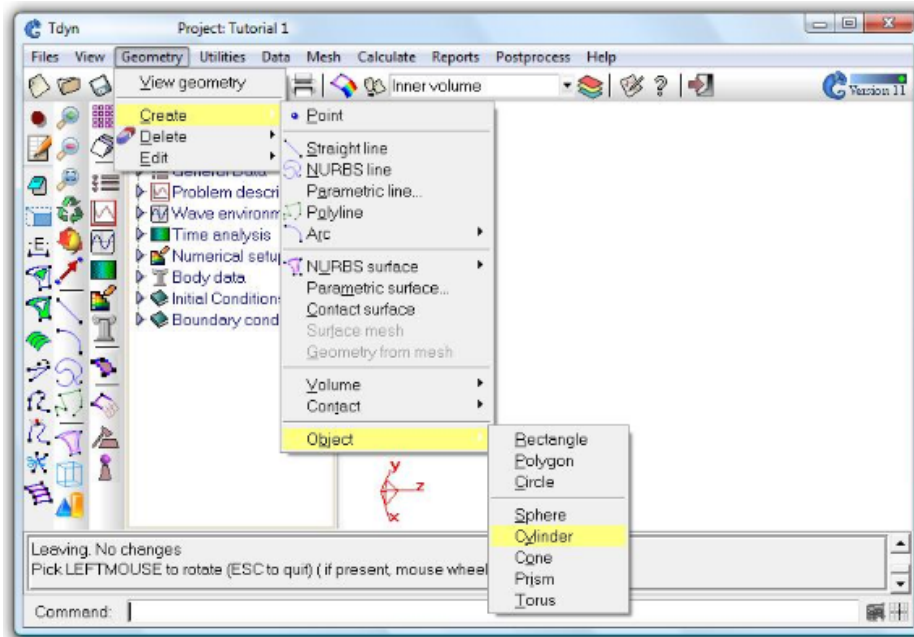 Tdyn Project: Tutorial 1
Files View Geometry Utilities Data Mesh Calculate Reports Postprocess Help
View geometry
Inner volume
Version 11
Create
Delete
Edit
Point
Straight line
NURBS line
Parametric line...
Polyline
Arc
NURBS surface
Parametric surface...
Contact surface
Surface mesh
Geometry from mesh
Volume
Contact
Object
Rectangle
Polygon
Circle
Sphere
Cylinder
Cone
Prism
Torus
General Data
Problem descri
Wave environm
Time analysis
Numerical setu
Body data
Initial Condition
Boundary cond
:E:
y
z
x
Leaving. No changes
Pick LEFTMOUSE to rotate (ESC to quit) ( if present, mouse wheel
Command: